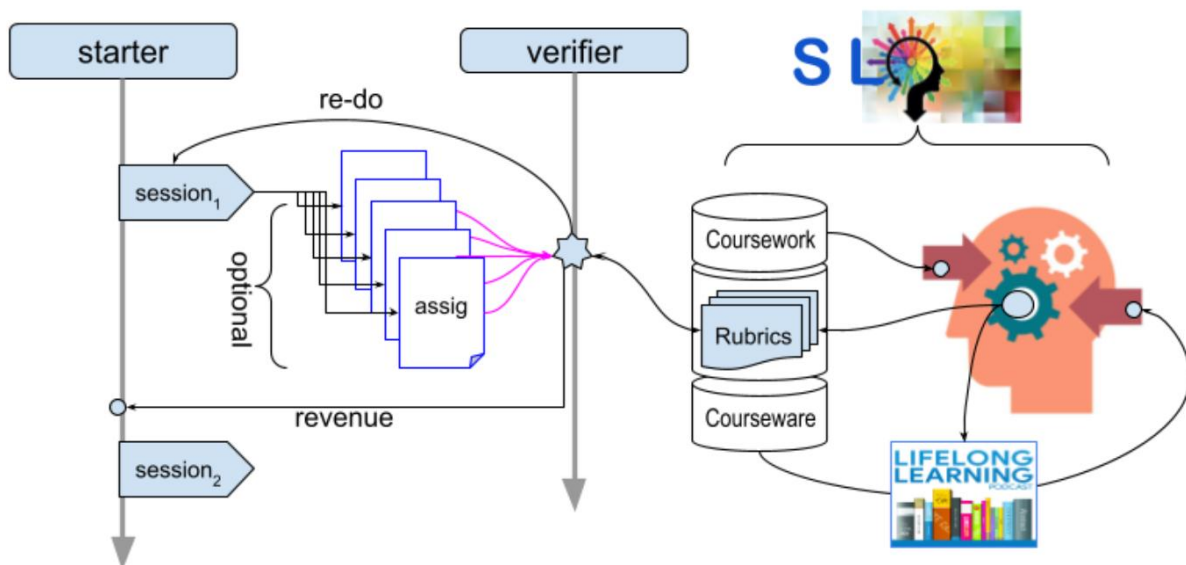 starter
verifier
S L
re-do
session1
optional
assig
revenue
session2
Coursework
Rubrics
Courseware
LIFELONG
LEARNING
PODCAST